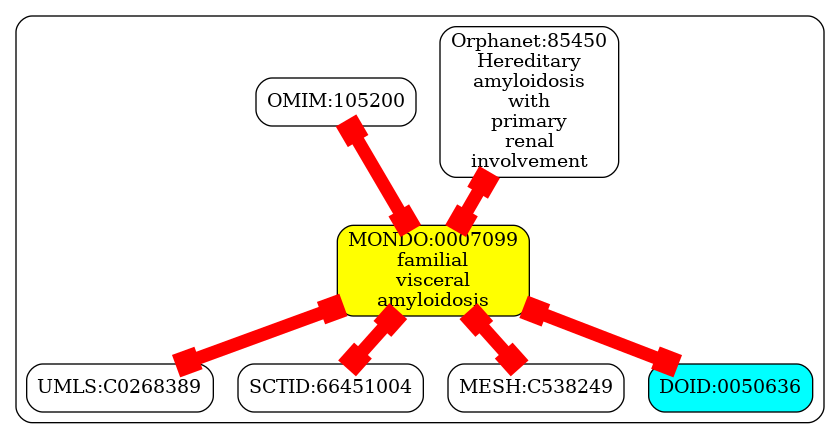 Orphanet:85450
Hereditary
amyloidosis
with
primary
renal
involvement
OMIM:105200
MONDO:0007099
familial
visceral
amyloidosis
UMLS:C0268389
SCTID:66451004
MESH:C538249
DOID:0050636